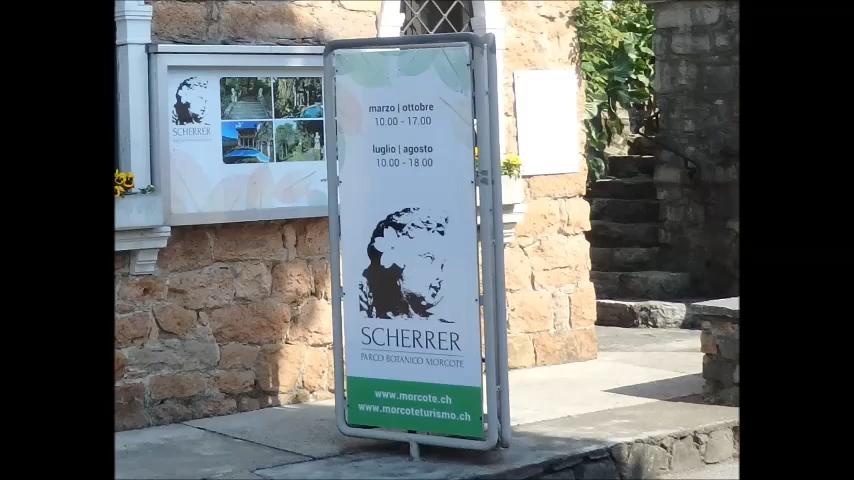 SCHERRER
marzo | ottobre
10.00 - 17.00
luglio | agosto
10.00 - 18.00
SCHERRER
PARCO BOTANICO MORCOTE
www.morcote.ch
www.morcoteturismo.ch